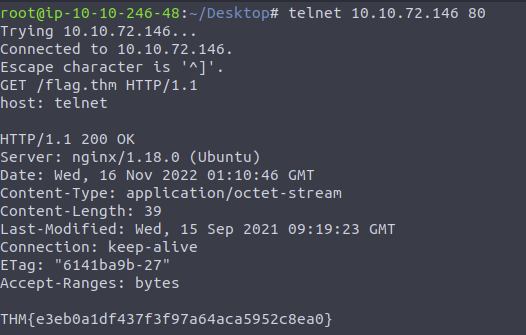 root@ip-10-10-246-48:~/Desktop# telnet 10.10.72.146 80
Trying 10.10.72.146...
Connected to 10.10.72.146.
Escape character is '^]'.
GET /flag.thm HTTP/1.1
host: telnet

HTTP/1.1 200 OK
Server: nginx/1.18.0 (Ubuntu)
Date: Wed, 16 Nov 2022 01:10:46 GMT
Content-Type: application/octet-stream
Content-Length: 39
Last-Modified: Wed, 15 Sep 2021 09:19:23 GMT
Connection: keep-alive
ETag: "6141ba9b-27"
Accept-Ranges: bytes

THM{e3eb0a1df437f3f97a64aca5952c8ea0}